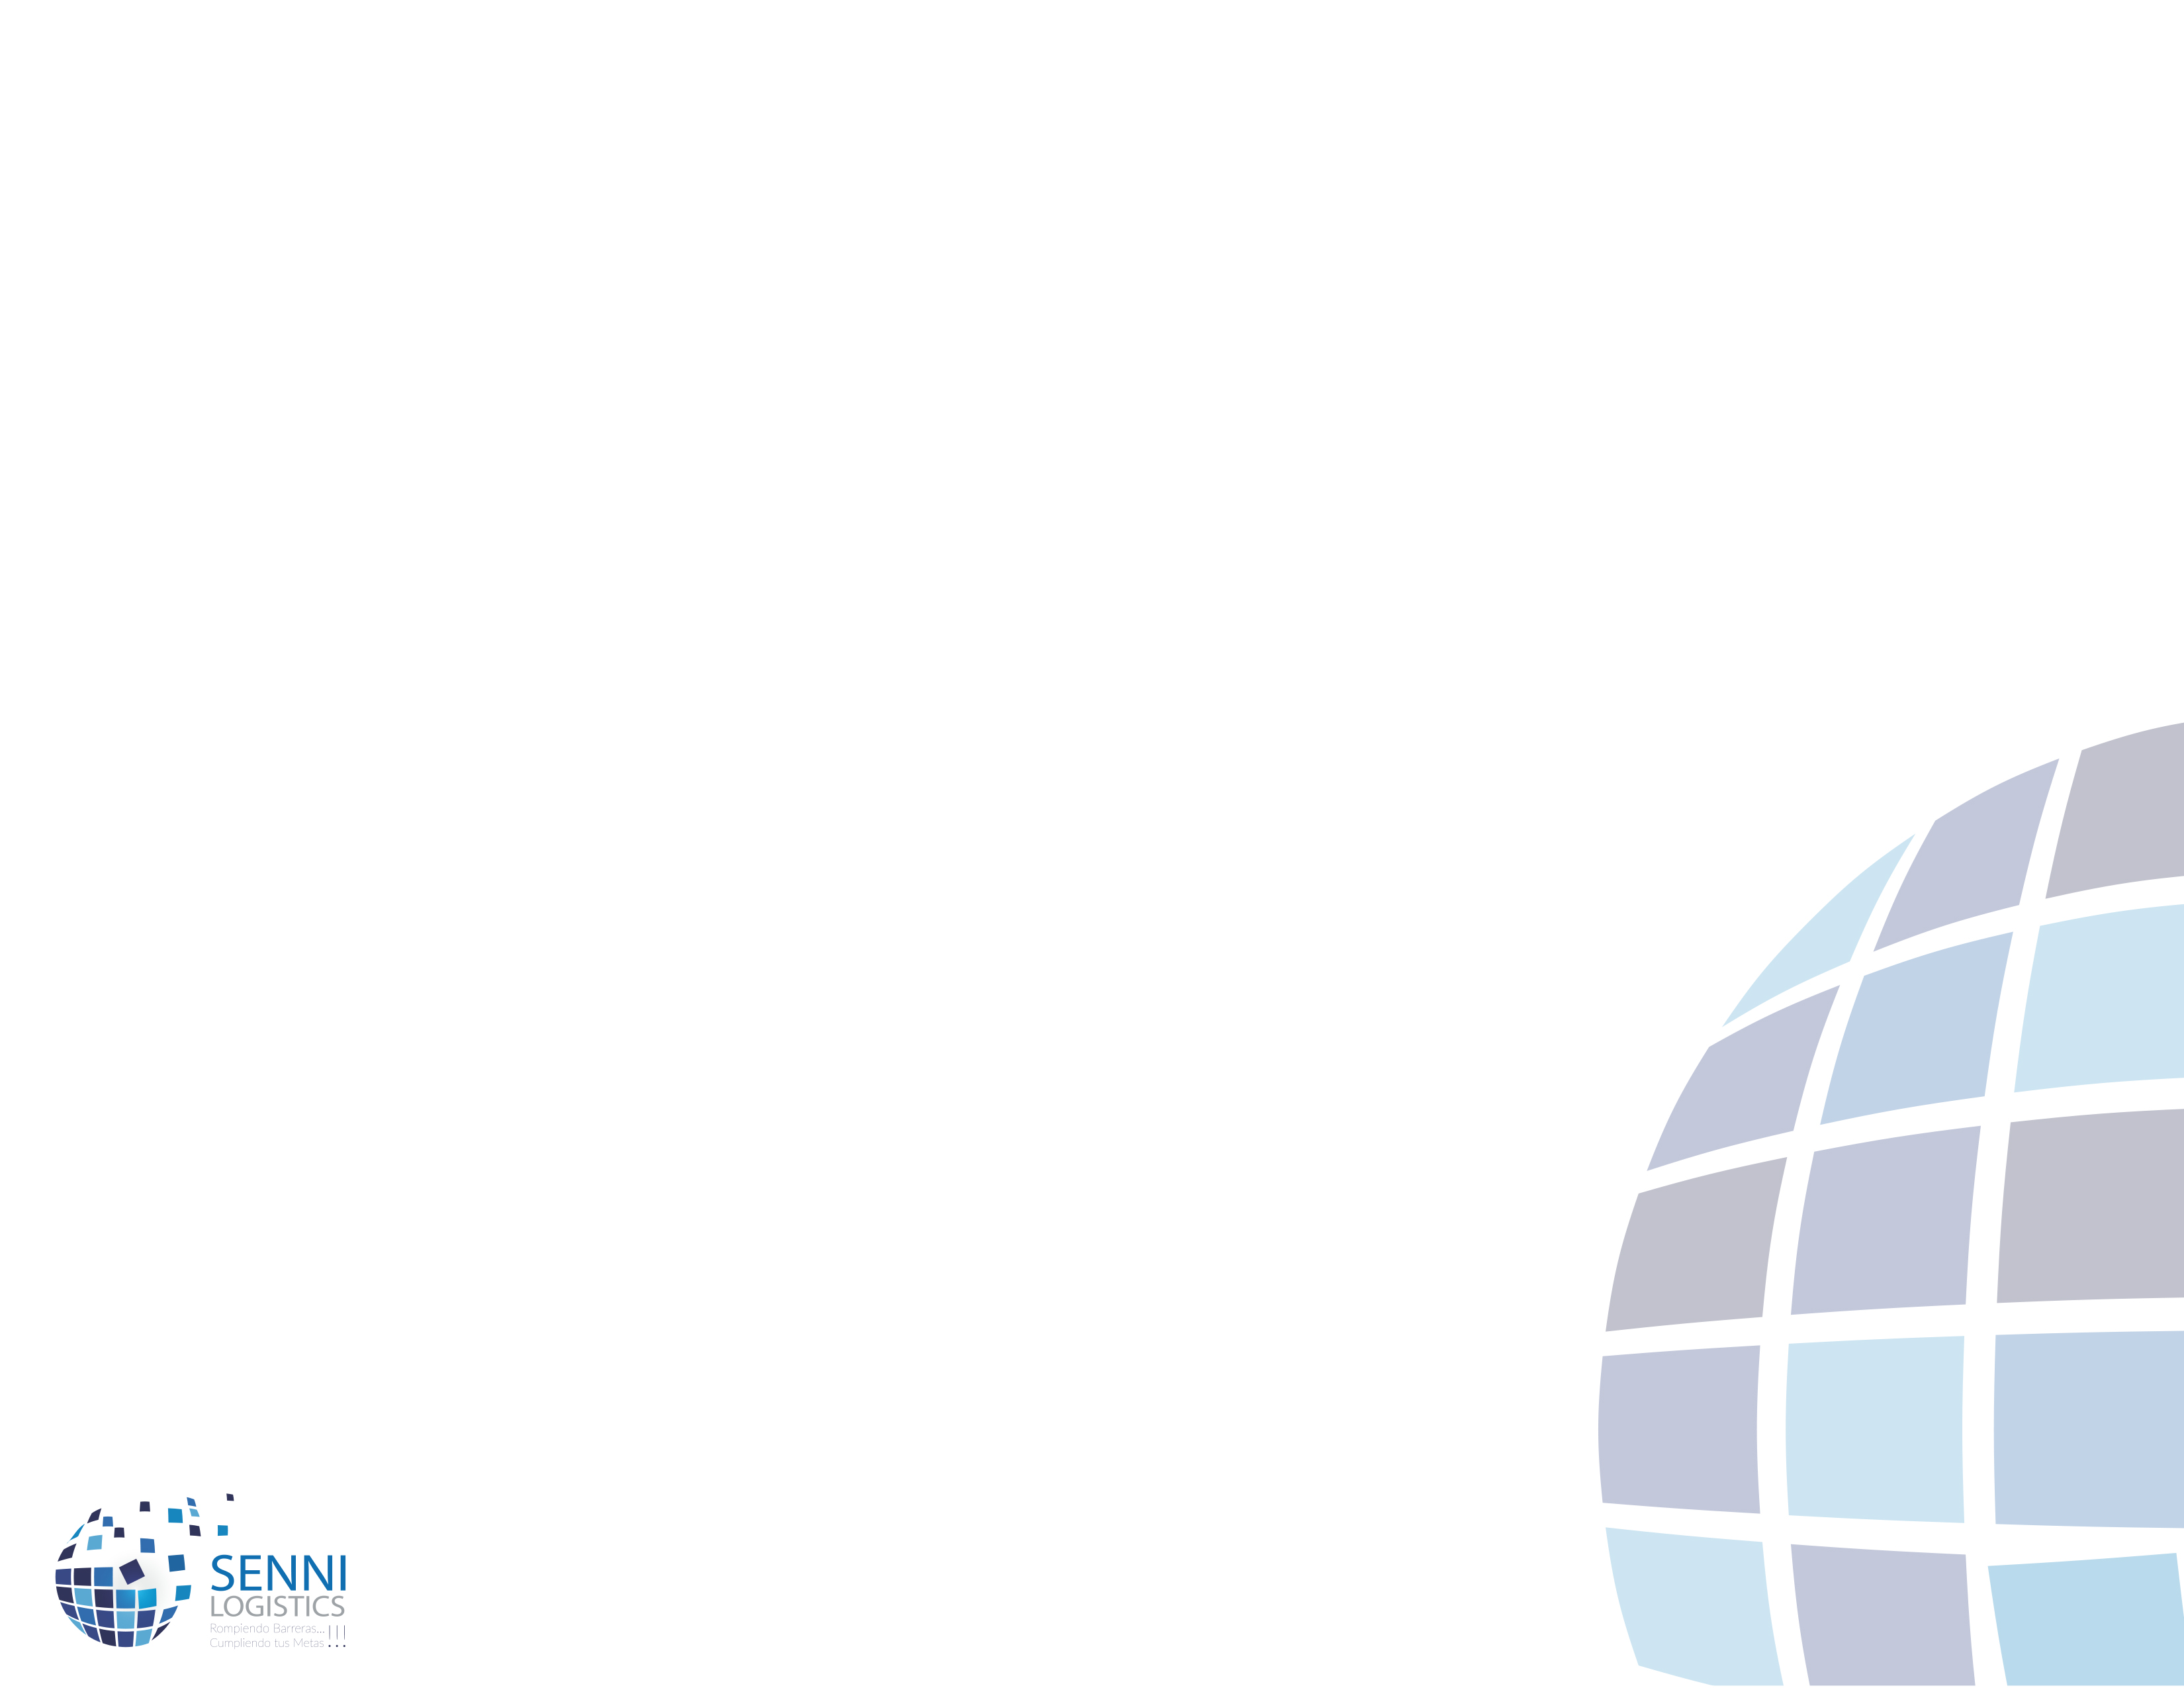 SENNI
LOGISTICS
Rompiendo Barreras...
Cumpliendo tus Metas !!!